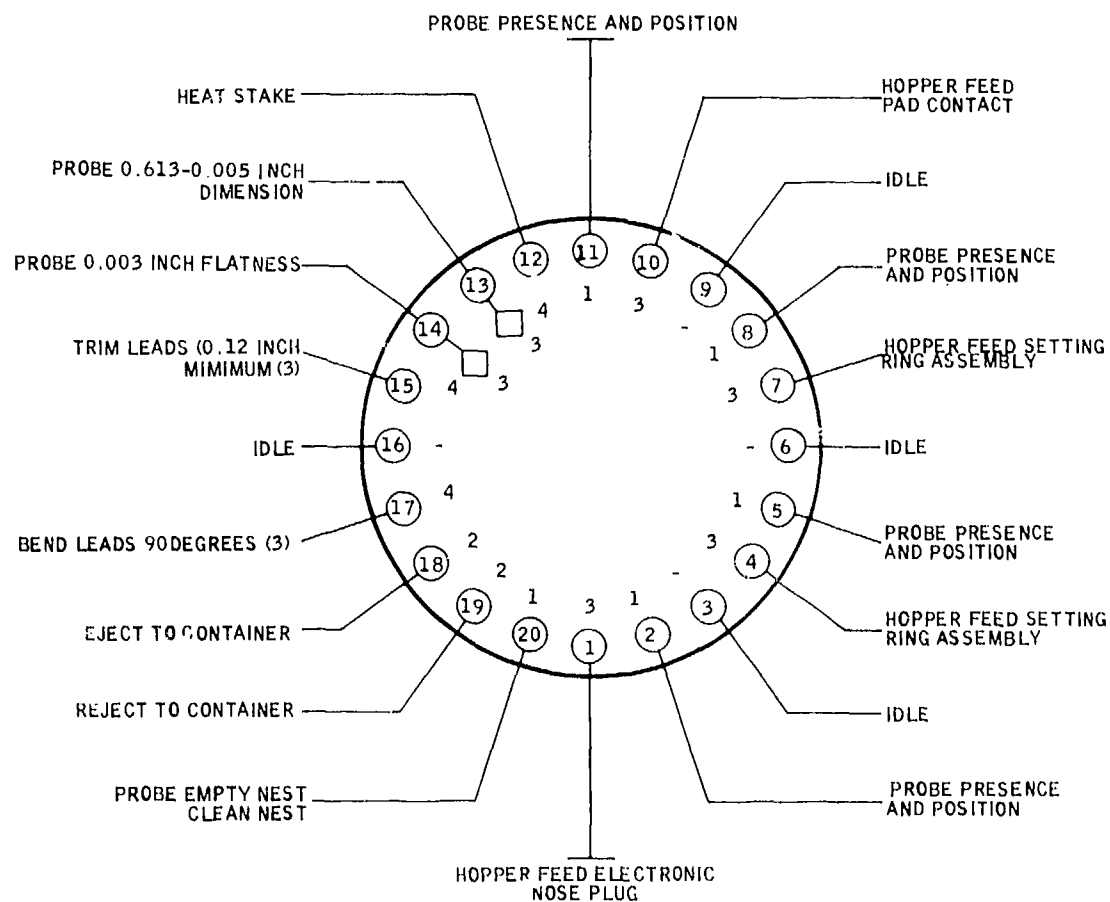 PROBE PRESENCE AND POSITION
HEAT STAKE
HOPPER FEED
PAD CONTACT
PROBE 0.613-0.005 INCH
DIMENSION
IDLE
PROBE 0.003 INCH FLATNESS
PROBE PRESENCE
AND POSITION
TRIM LEADS (0.12 INCH
MIMIMUM (3)
HOPPER FEED SETTING
RING ASSEMBLY
IDLE
IDLE
BEND LEADS 90 DEGREES (3)
PROBE PRESENCE
AND POSITION
EJECT TO CONTAINER
HOPPER FEED SETTING
RING ASSEMBLY
REJECT TO CONTAINER
IDLE
PROBE EMPTY NEST
CLEAN NEST
PROBE PRESENCE
AND POSITION
HOPPER FEED ELECTRONIC
NOSE PLUG
11
12
10
13
9
14
8
15
7
16
6
17
5
18
4
19
3
20
2
1
1
4
3
-
3
1
4
3
3
-
-
4
1
2
3
2
-
1
3
1